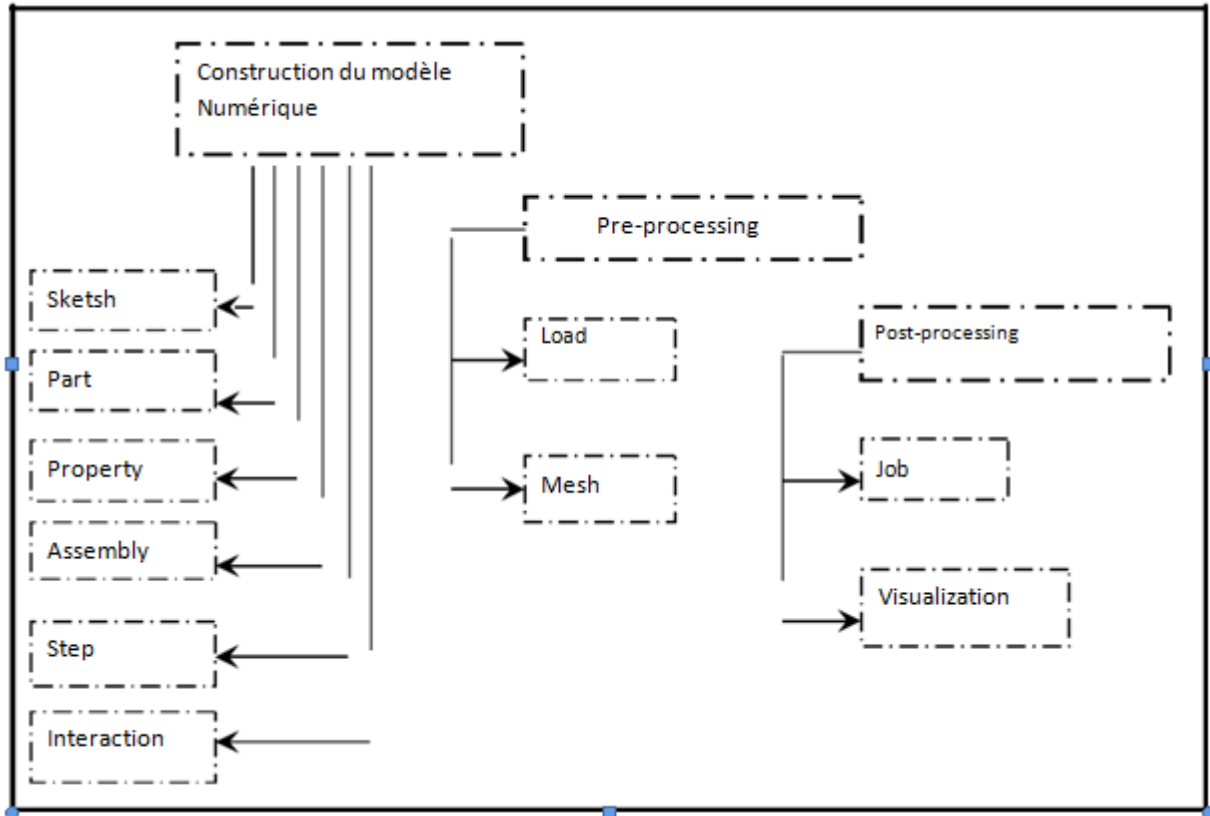 Construction du modèle
Numérique
Sketsh
Part
Property
Assembly
Step
Interaction
Pre-processing
Load
Mesh
Post-processing
Job
Visualization